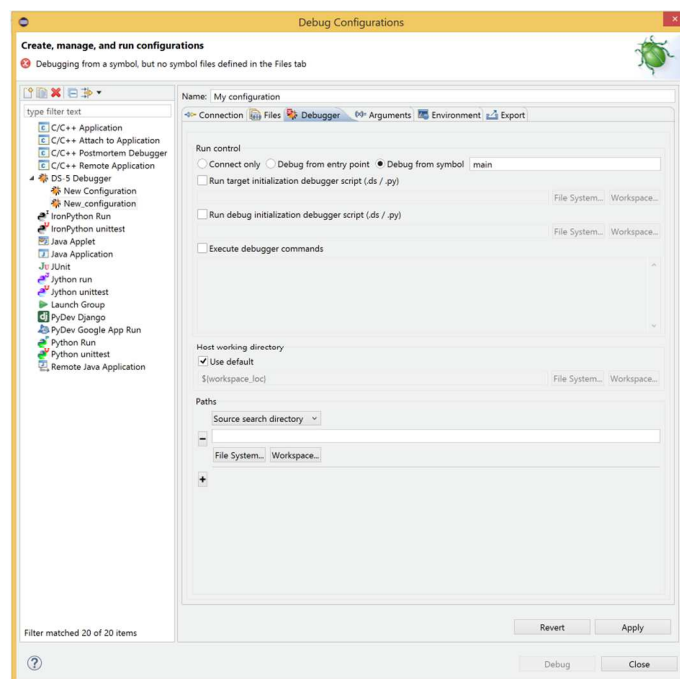 Debug Configurations
Create, manage, and run configurations
Debugging from a symbol, but no symbol files defined in the Files tab
type filter text
C/C++ Application
C/C++ Attach to Application
C/C++ Postmortem Debugger
C/C++ Remote Application
DS-5 Debugger
New Configuration
New_configuration
IronPython Run
IronPython unittest
Java Applet
Java Application
JUnit
Jython run
Jython unittest
Launch Group
PyDev Django
PyDev Google App Run
Python Run
Python unittest
Remote Java Application
Filter matched 20 of 20 items
Name: My configuration
Connection Files Debugger Arguments Environment Export
Run control
Connect only Debug from entry point Debug from symbol main
Run target initialization debugger script (.ds / .py)
File System... Workspace...
Run debug initialization debugger script (.ds / .py)
File System... Workspace...
Execute debugger commands
Host working directory
Use default
${workspace_loc} File System... Workspace...
Paths
Source search directory
File System... Workspace...
Revert Apply
Debug Close